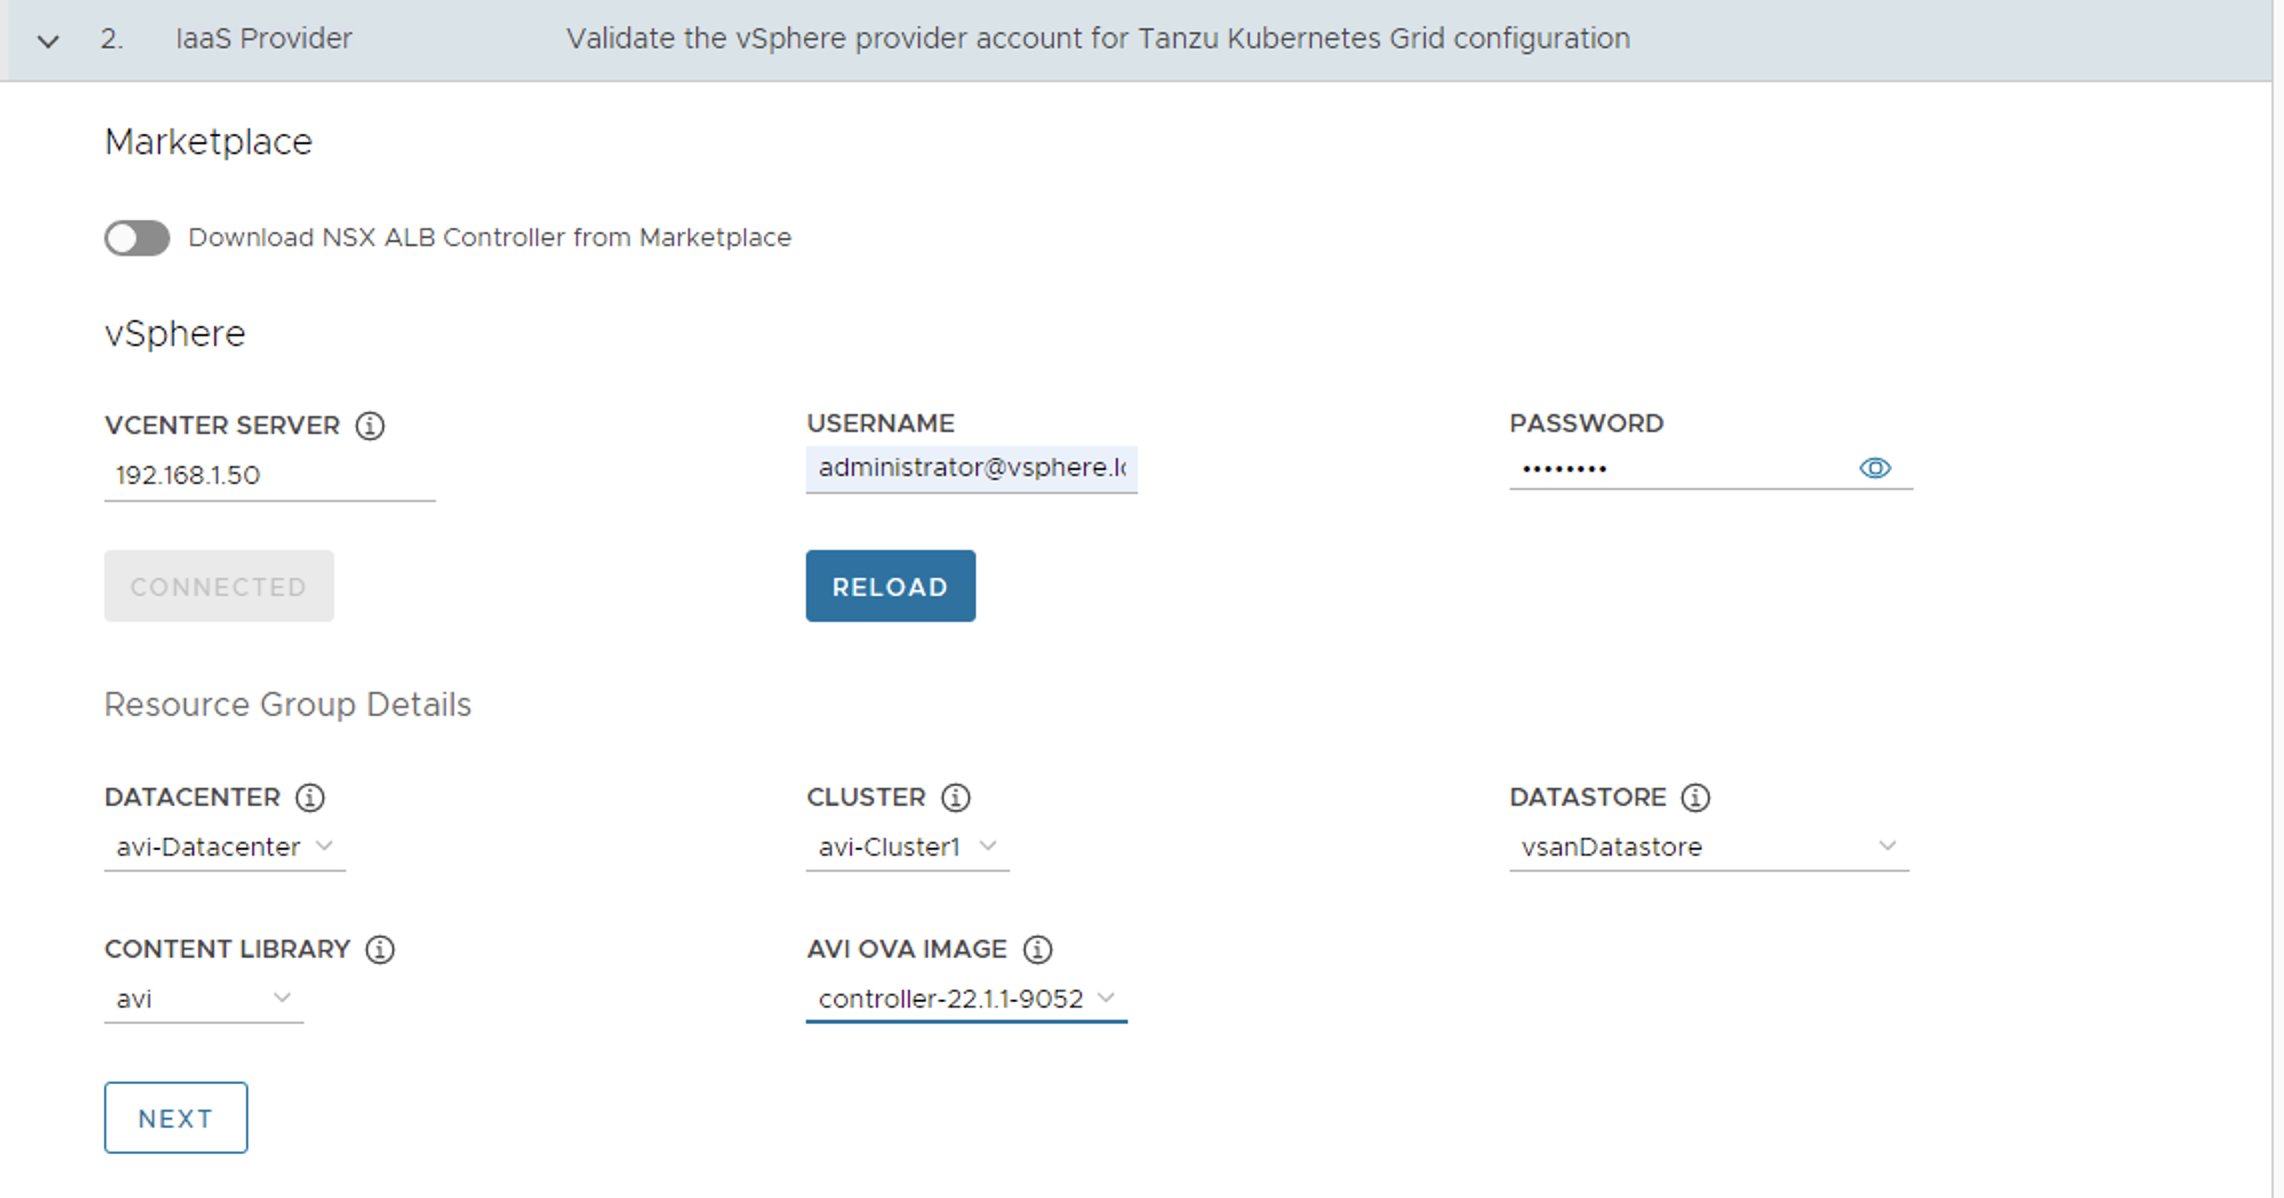 2. IaaS Provider Validate the vSphere provider account for Tanzu Kubernetes Grid configuration
Marketplace
Download NSX ALB Controller from Marketplace
vSphere
VCENTER SERVER USERNAME PASSWORD
192.168.1.50 administrator@vsphere.lo ••••••••
CONNECTED RELOAD
Resource Group Details
DATACENTER CLUSTER DATASTORE
avi-Datacenter avi-Cluster1 vsanDatastore
CONTENT LIBRARY AVI OVA IMAGE
avi controller-22.1.1-9052
NEXT